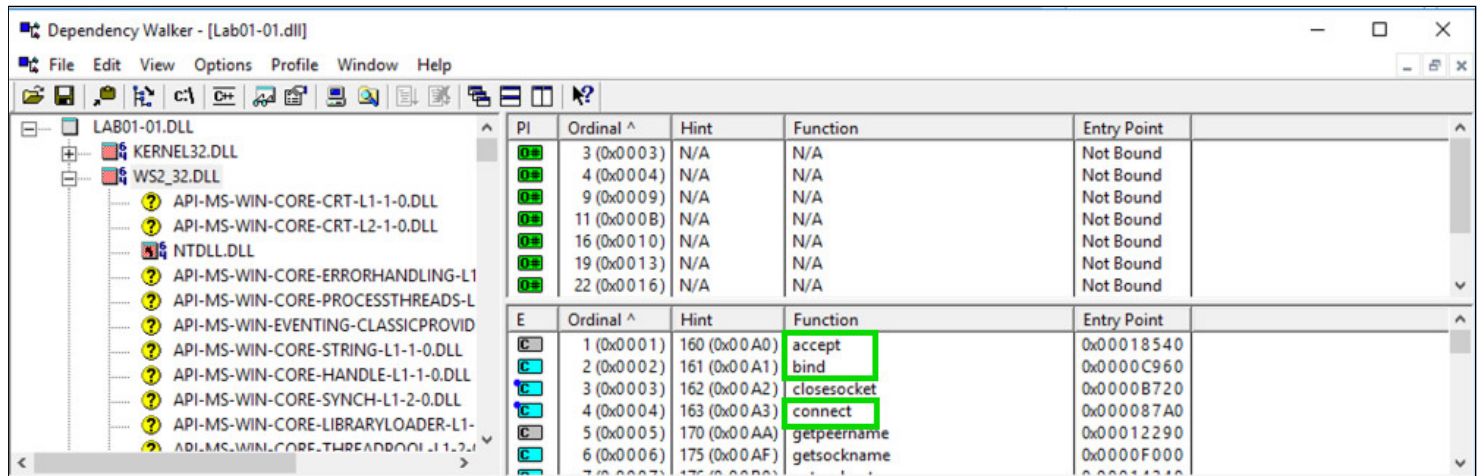 Dependency Walker - [Lab01-01.dll]
File Edit View Options Profile Window Help
c:\ C++
LAB01-01.DLL
KERNEL32.DLL
WS2_32.DLL
API-MS-WIN-CORE-CRT-L1-1-0.DLL
API-MS-WIN-CORE-CRT-L2-1-0.DLL
NTDLL.DLL
API-MS-WIN-CORE-ERRORHANDLING-L1
API-MS-WIN-CORE-PROCESSTHREADS-L
API-MS-WIN-EVENTING-CLASSICPROVID
API-MS-WIN-CORE-STRING-L1-1-0.DLL
API-MS-WIN-CORE-HANDLE-L1-1-0.DLL
API-MS-WIN-CORE-SYNCH-L1-2-0.DLL
API-MS-WIN-CORE-LIBRARYLOADER-L1-
API-MS-WIN-CORE-THREADPOOL-L1-2-
PI Ordinal ^ Hint Function Entry Point
O# 3 (0x0003) N/A N/A Not Bound
O# 4 (0x0004) N/A N/A Not Bound
O# 9 (0x0009) N/A N/A Not Bound
O# 11 (0x000B) N/A N/A Not Bound
O# 16 (0x0010) N/A N/A Not Bound
O# 19 (0x0013) N/A N/A Not Bound
O# 22 (0x0016) N/A N/A Not Bound
E Ordinal ^ Hint Function Entry Point
C 1 (0x0001) 160 (0x00A0) accept 0x00018540
C 2 (0x0002) 161 (0x00A1) bind 0x0000C960
C 3 (0x0003) 162 (0x00A2) closesocket 0x0000B720
C 4 (0x0004) 163 (0x00A3) connect 0x000087A0
C 5 (0x0005) 170 (0x00AA) getpeername 0x00012290
C 6 (0x0006) 175 (0x00AF) getsockname 0x0000F000